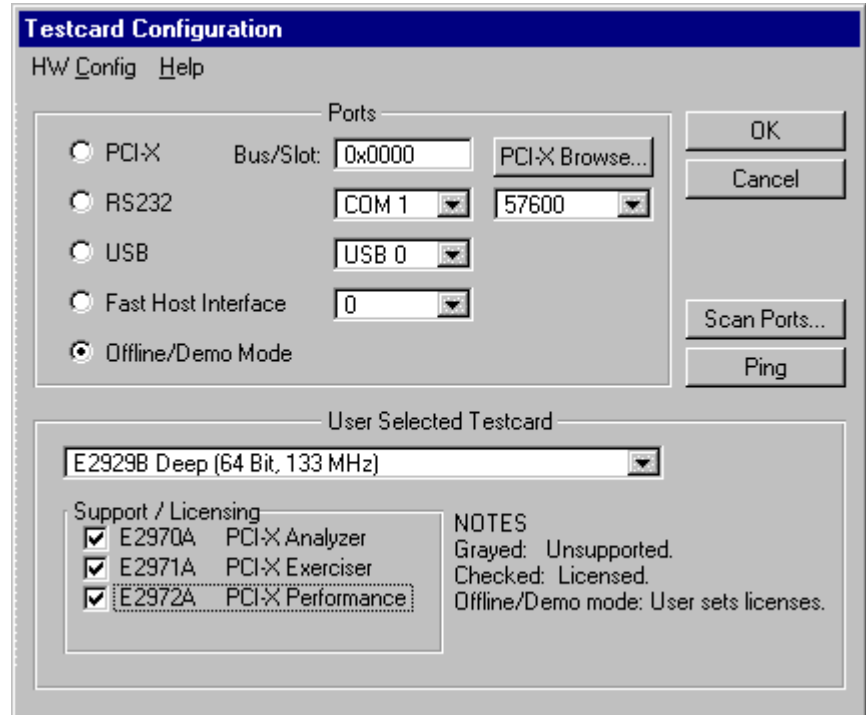 Testcard Configuration
HW Config Help
Ports
PCI-X Bus/Slot: 0x0000 PCI-X Browse...
RS232 COM 1 57600
USB USB 0
Fast Host Interface 0
Offline/Demo Mode
OK
Cancel
Scan Ports...
Ping
User Selected Testcard
E2929B Deep (64 Bit, 133 MHz)
Support / Licensing
E2970A PCI-X Analyzer
E2971A PCI-X Exerciser
E2972A PCI-X Performance
NOTES
Grayed: Unsupported.
Checked: Licensed.
Offline/Demo mode: User sets licenses.